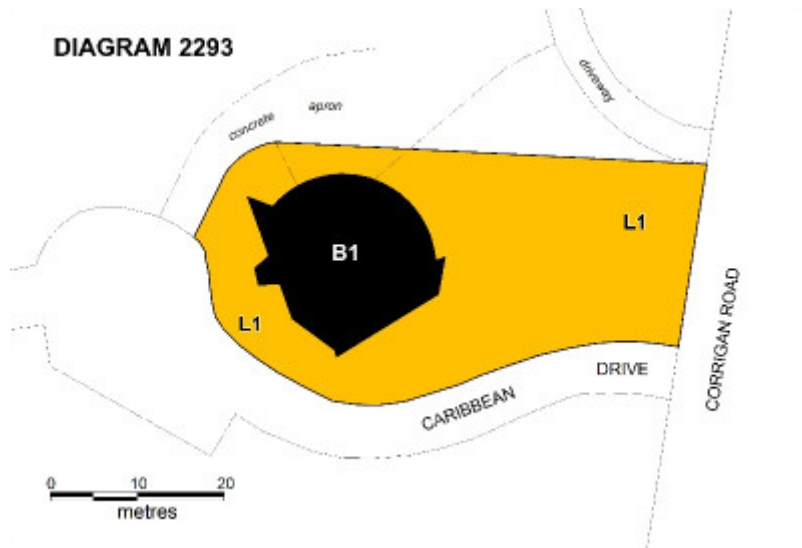 DIAGRAM 2293
driveway
concrete apron
L1
B1
L1
CORRIGAN ROAD
CARIBBEAN DRIVE
0 10 20
metres